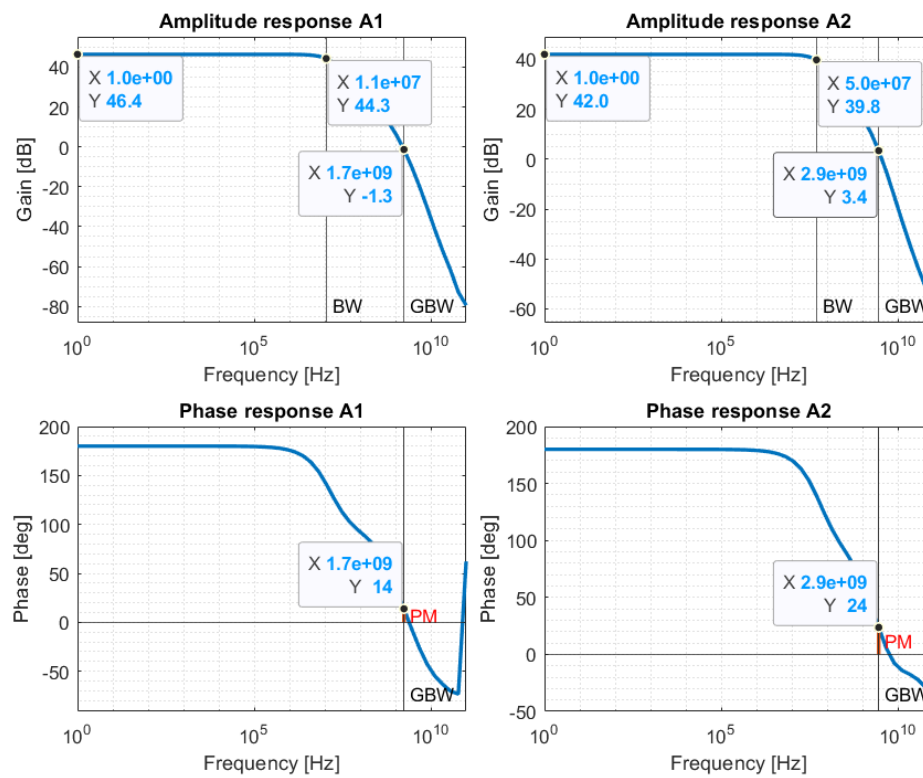 Amplitude response A1
40
20
0
-20
-40
-60
-80
Gain [dB]
X 1.0e+00
Y 46.4
X 1.1e+07
Y 44.3
X 1.7e+09
Y -1.3
BW
GBW
10^0
10^5
10^10
Frequency [Hz]
Amplitude response A2
40
20
0
-20
-40
-60
Gain [dB]
X 1.0e+00
Y 42.0
X 5.0e+07
Y 39.8
X 2.9e+09
Y 3.4
BW
GBW
10^0
10^5
10^10
Frequency [Hz]
Phase response A1
200
150
100
50
0
-50
Phase [deg]
X 1.7e+09
Y 14
PM
GBW
10^0
10^5
10^10
Frequency [Hz]
Phase response A2
200
150
100
50
0
-50
Phase [deg]
X 2.9e+09
Y 24
PM
GBW
10^0
10^5
10^10
Frequency [Hz]